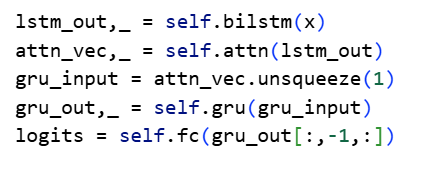 lstm_out,_ = self.bilstm(x)
attn_vec,_ = self.attn(lstm_out)
gru_input = attn_vec.unsqueeze(1)
gru_out,_ = self.gru(gru_input)
logits = self.fc(gru_out[:,-1,:])